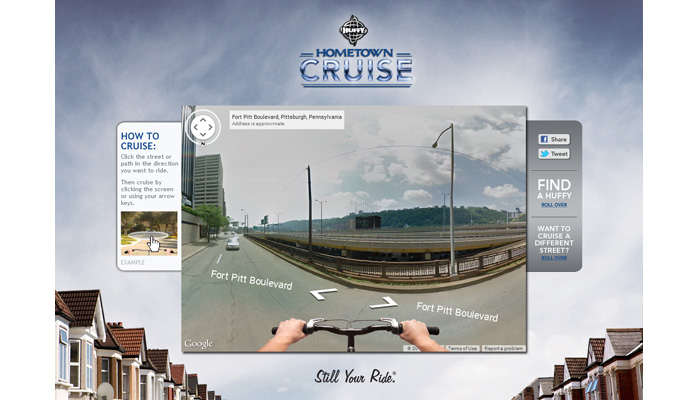 HUFFY
HOMETOWN
CRUISE
Fort Pitt Boulevard, Pittsburgh, Pennsylvania
Address is approximate
N
HOW TO
CRUISE:
Click the street or
path in the direction
you want to ride.
Then cruise by
clicking the screen
or using your arrow
keys.
EXAMPLE
Share
Tweet
FIND
A HUFFY
ROLL OVER
WANT TO
CRUISE A
DIFFERENT
STREET?
ROLL OVER
Fort Pitt Boulevard
Fort Pitt Boulevard
Google
Terms of Use
Report a problem
Still Your Ride.®